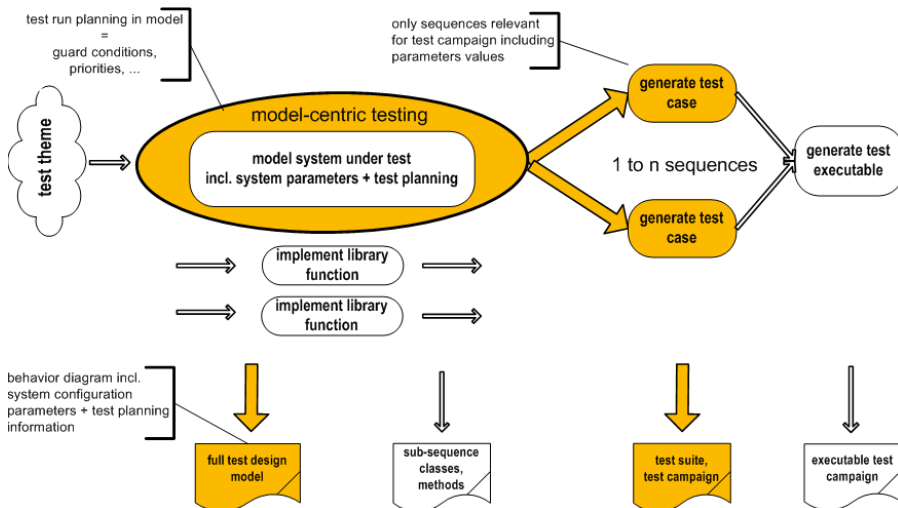 test run planning in model
=
guard conditions,
priorities, ...
only sequences relevant
for test campaign including
parameters values
test theme
model-centric testing
model system under test
incl. system parameters + test planning
generate test
case
1 to n sequences
generate test
case
generate test
executable
implement library
function
implement library
function
behavior diagram incl.
system configuration
parameters + test planning
information
full test design
model
sub-sequence
classes,
methods
test suite,
test campaign
executable test
campaign